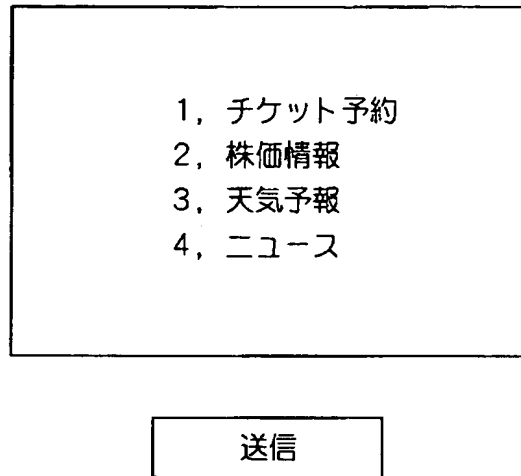 1, チケット予約
2, 株価情報
3, 天気予報
4, ニュース
送信